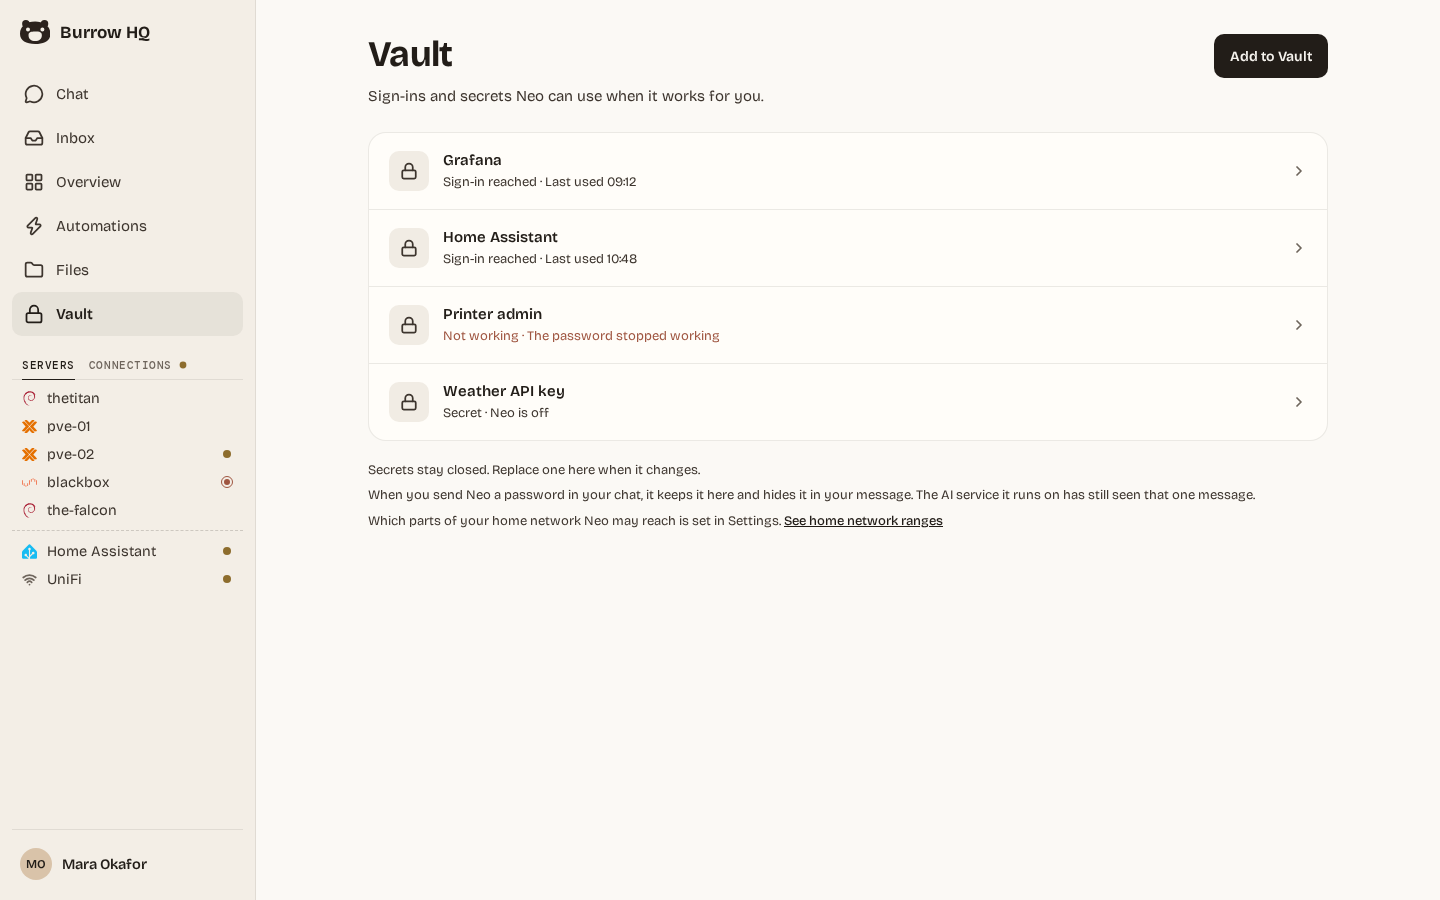 Burrow HQ
Chat
Inbox
Overview
Automations
Files
Vault
SERVERS CONNECTIONS
thetitan
pve-01
pve-02
blackbox
the-falcon
Home Assistant
UniFi
MO Mara Okafor
Vault
Add to Vault
Sign-ins and secrets Neo can use when it works for you.
Grafana
Sign-in reached · Last used 09:12
Home Assistant
Sign-in reached · Last used 10:48
Printer admin
Not working · The password stopped working
Weather API key
Secret · Neo is off
Secrets stay closed. Replace one here when it changes.
When you send Neo a password in your chat, it keeps it here and hides it in your message. The AI service it runs on has still seen that one message.
Which parts of your home network Neo may reach is set in Settings. See home network ranges